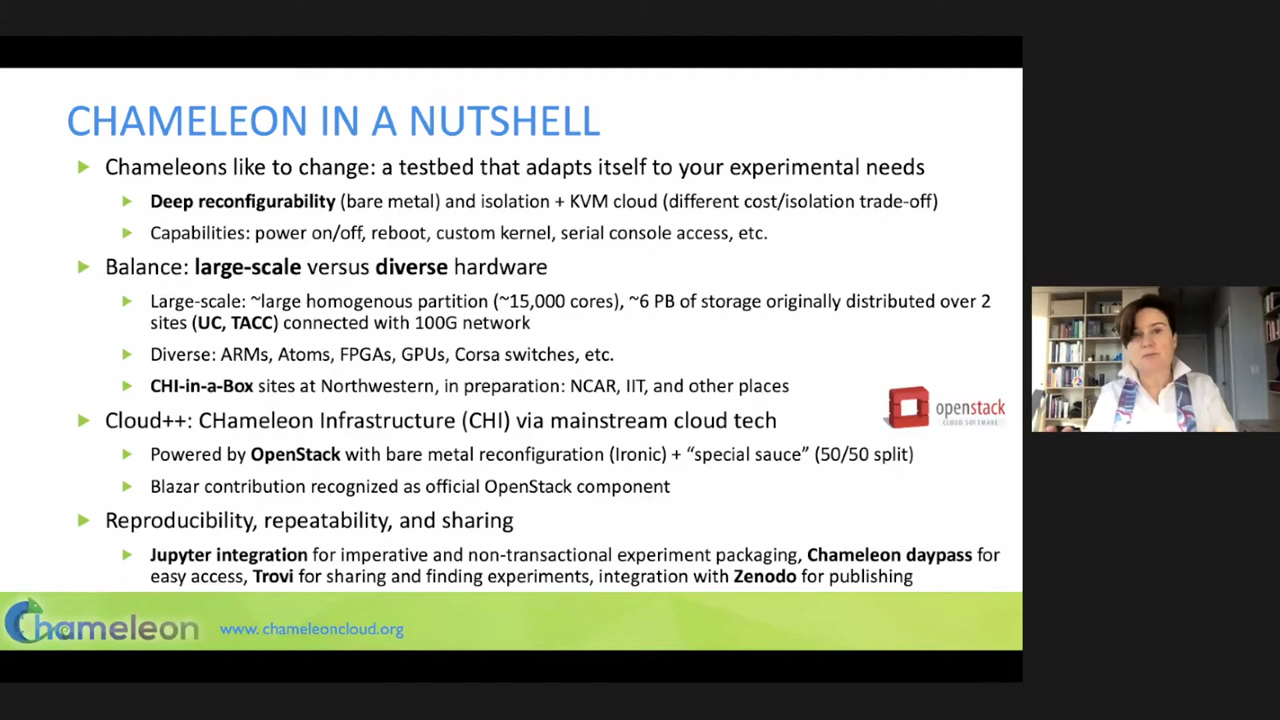 CHAMELEON IN A NUTSHELL
Chameleons like to change: a testbed that adapts itself to your experimental needs
Deep reconfigurability (bare metal) and isolation + KVM cloud (different cost/isolation trade-off)
Capabilities: power on/off, reboot, custom kernel, serial console access, etc.
Balance: large-scale versus diverse hardware
Large-scale: ~large homogenous partition (~15,000 cores), ~6 PB of storage originally distributed over 2
sites (UC, TACC) connected with 100G network
Diverse: ARMs, Atoms, FPGAs, GPUs, Corsa switches, etc.
CHI-in-a-Box sites at Northwestern, in preparation: NCAR, IIT, and other places
Cloud++: CHameleon Infrastructure (CHI) via mainstream cloud tech
openstack
CLOUD SOFTWARE
Powered by OpenStack with bare metal reconfiguration (Ironic) + “special sauce” (50/50 split)
Blazar contribution recognized as official OpenStack component
Reproducibility, repeatability, and sharing
Jupyter integration for imperative and non-transactional experiment packaging, Chameleon daypass for
easy access, Trovi for sharing and finding experiments, integration with Zenodo for publishing
Chameleon
www. chameleoncloud.org